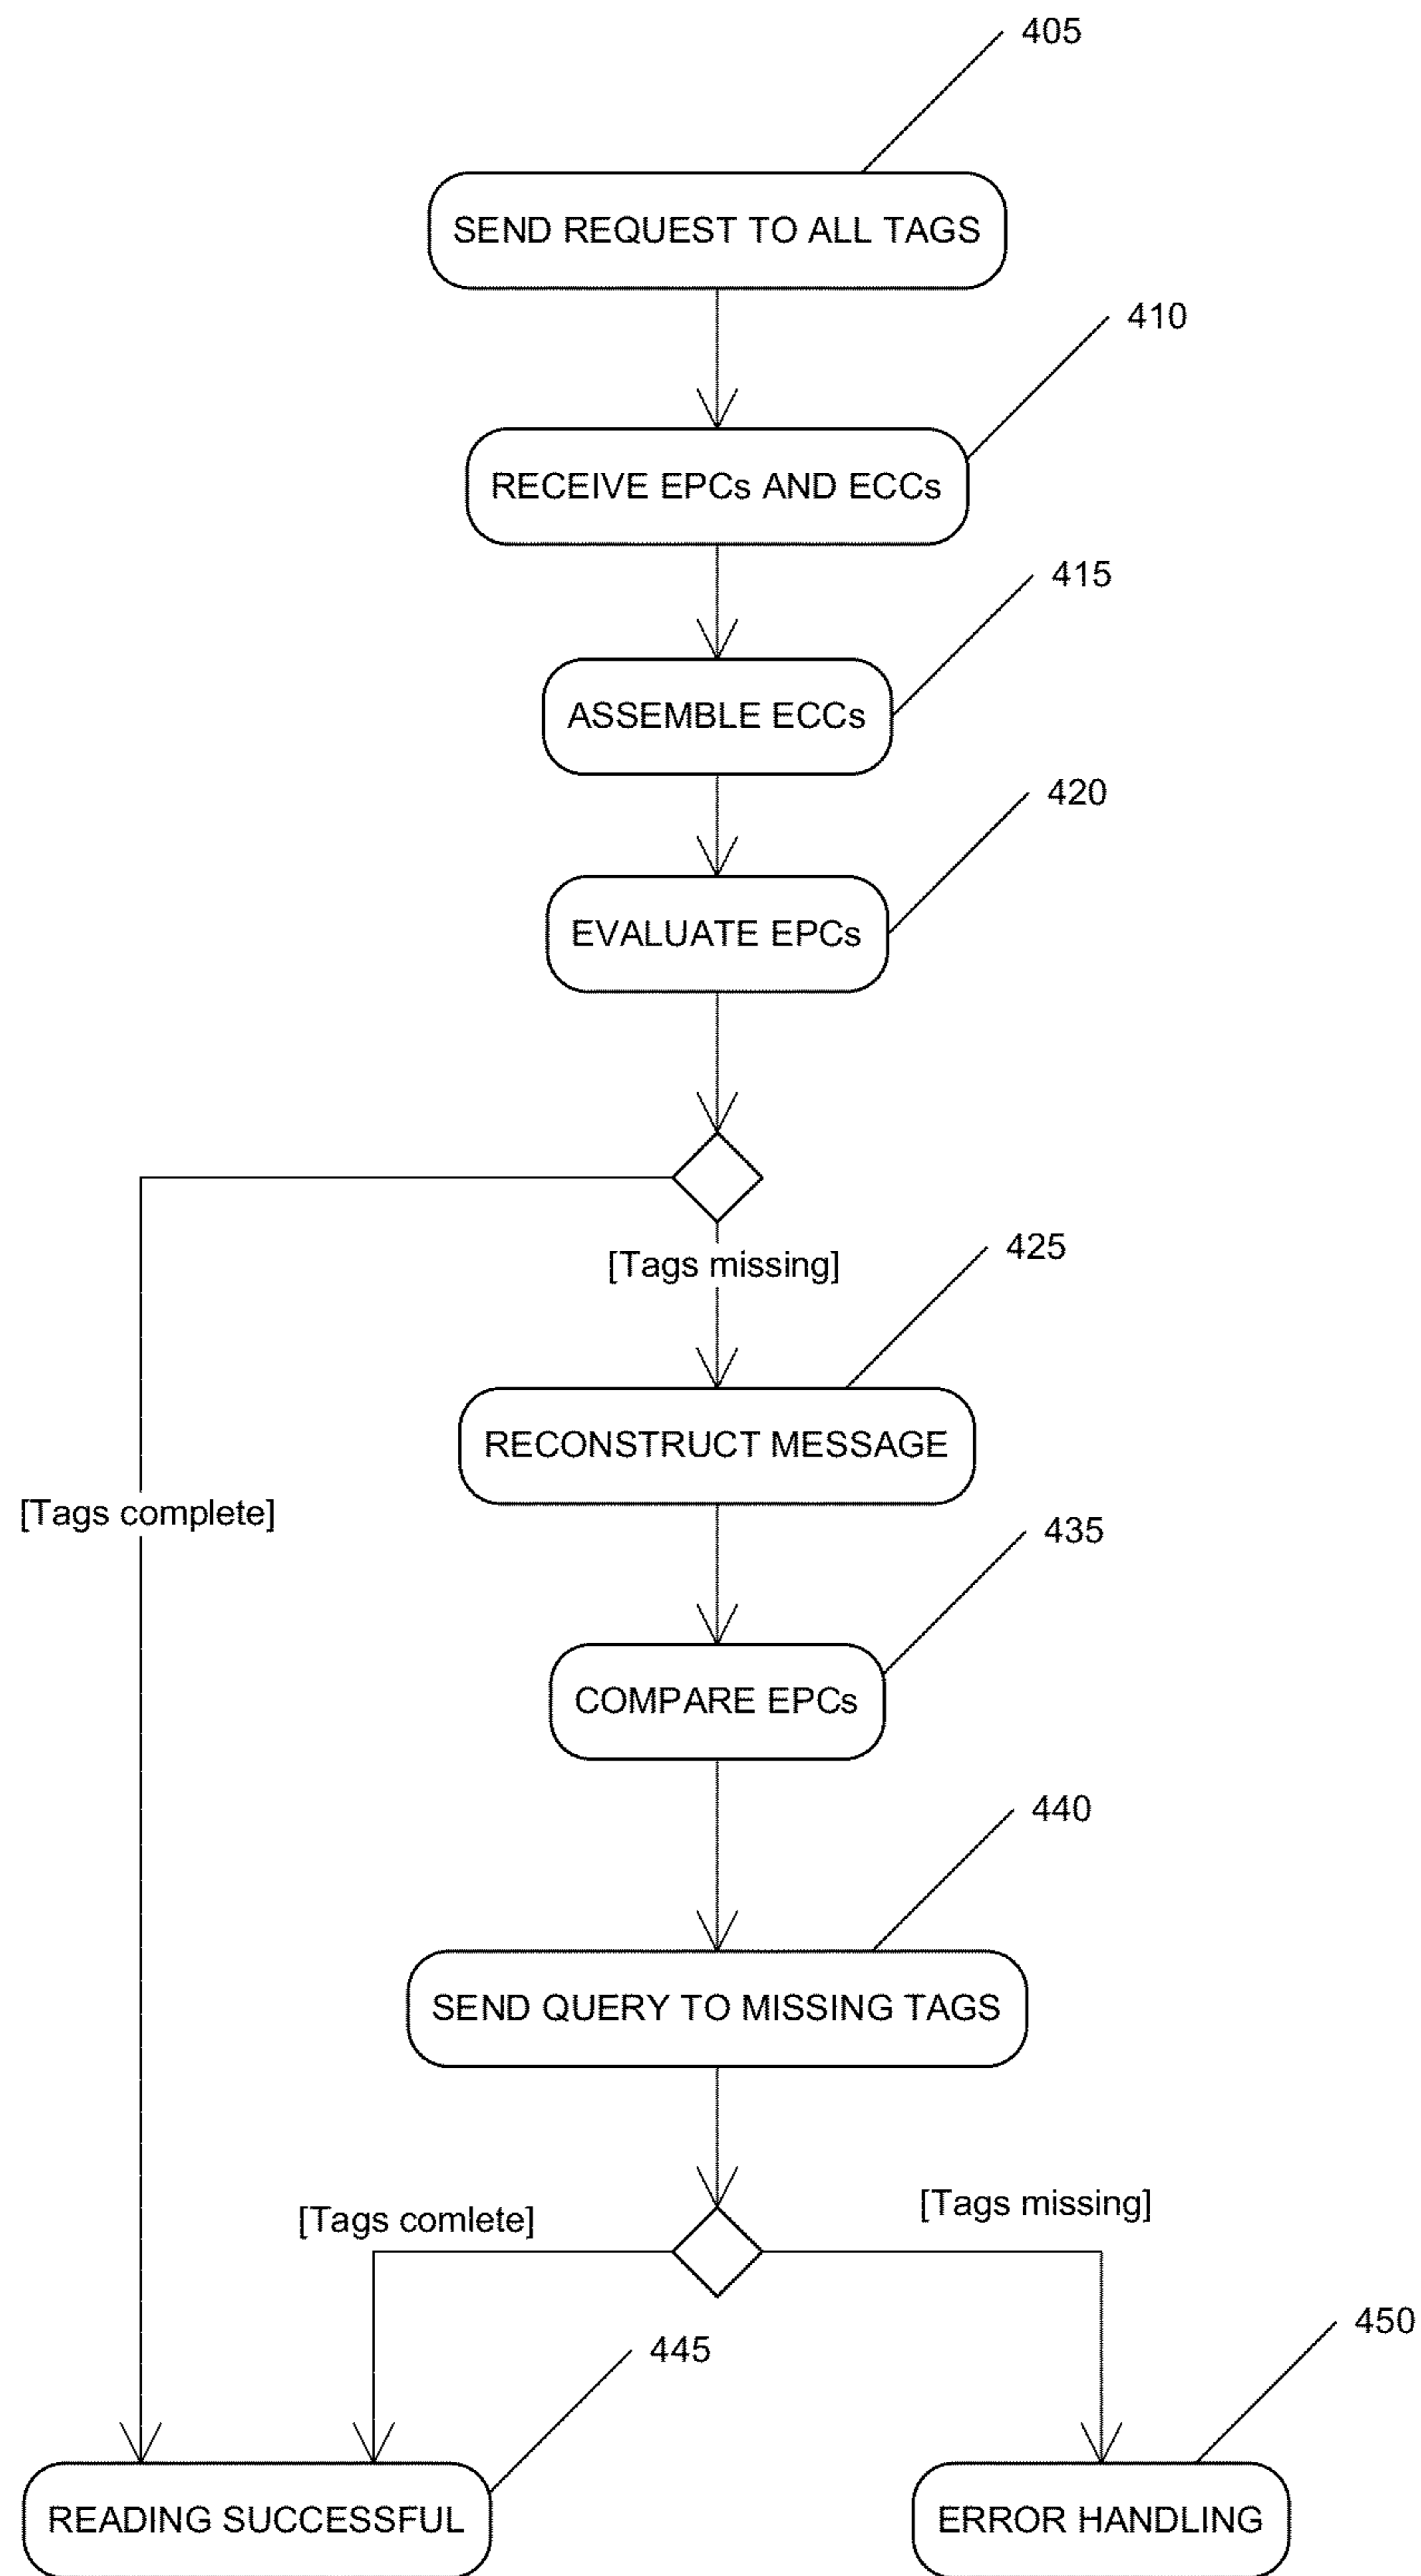 405
SEND REQUEST TO ALL TAGS
410
RECEIVE EPCs AND ECCs
415
ASSEMBLE ECCs
420
EVALUATE EPCs
425
[Tags missing]
RECONSTRUCT MESSAGE
[Tags complete]
435
COMPARE EPCs
440
SEND QUERY TO MISSING TAGS
[Tags missing]
[Tags comlete]
450
445
READING SUCCESSFUL
ERROR HANDLING